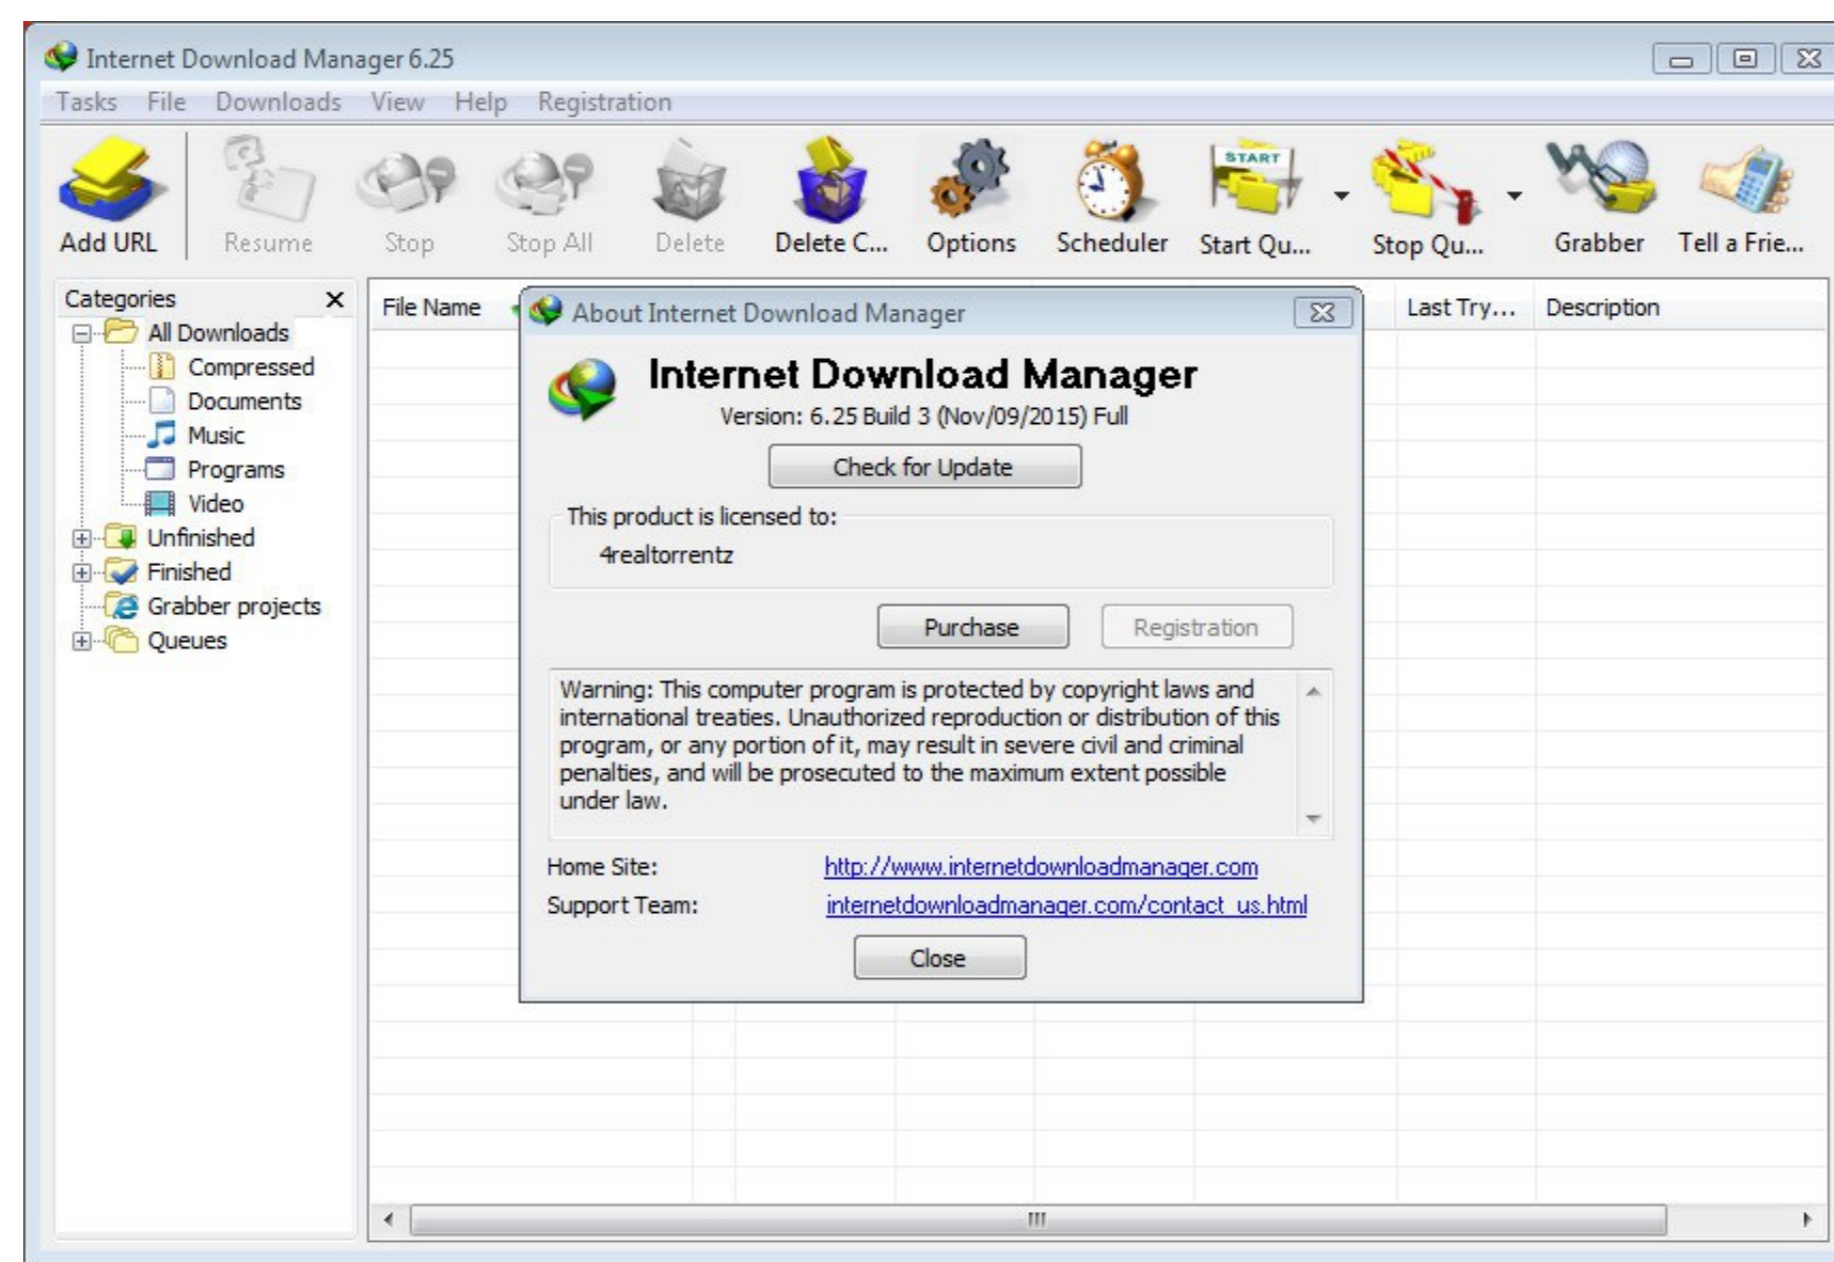 Internet Download Manager 6.25
Tasks File Downloads View Help Registration
START
Add URL Resume Stop Stop All Delete Delete C... Options Scheduler Start Qu... Stop Qu... Grabber Tell a Frie...
Categories
All Downloads
Compressed
Documents
Music
Programs
Video
Unfinished
Finished
Grabber projects
Queues
File Name Last Try... Description
About Internet Download Manager
Internet Download Manager
Version: 6.25 Build 3 (Nov/09/2015) Full
Check for Update
This product is licensed to:
4realtorrentz
Purchase Registration
Warning: This computer program is protected by copyright laws and
international treaties. Unauthorized reproduction or distribution of this
program, or any portion of it, may result in severe civil and criminal
penalties, and will be prosecuted to the maximum extent possible
under law.
Home Site: http://www.internetdownloadmanager.com
Support Team: internetdownloadmanager.com/contact_us.html
Close